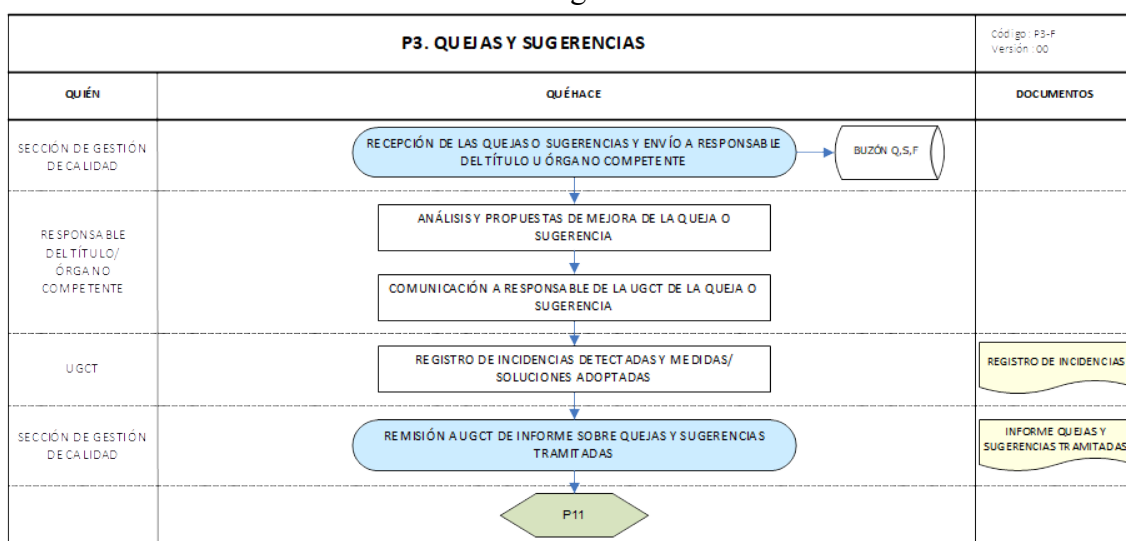 P3. QUEJAS Y SUGERENCIAS
Código: P3-F
Versión: 00
QUIÉN
QUÉ HACE
DOCUMENTOS
SECCIÓN DE GESTIÓN
DE CALIDAD
RECEPCIÓN DE LAS QUEJAS O SUGERENCIAS Y ENVÍO A RESPONSABLE
DEL TÍTULO U ÓRGANO COMPETENTE
BUZÓN Q,S,F
RESPONSABLE
DEL TÍTULO/
ÓRGANO
COMPETENTE
ANÁLISIS Y PROPUESTAS DE MEJORA DE LA QUEJA O
SUGERENCIA
COMUNICACIÓN A RESPONSABLE DE LA UGCT DE LA QUEJA O
SUGERENCIA
UGCT
REGISTRO DE INCIDENCIAS DETECTADAS Y MEDIDAS/
SOLUCIONES ADOPTADAS
REGISTRO DE INCIDENCIAS
SECCIÓN DE GESTIÓN
DE CALIDAD
REMISIÓN A UGCT DE INFORME SOBRE QUEJAS Y SUGERENCIAS
TRAMITADAS
INFORME QUEJAS Y
SUGERENCIAS TRAMITADAS
P11